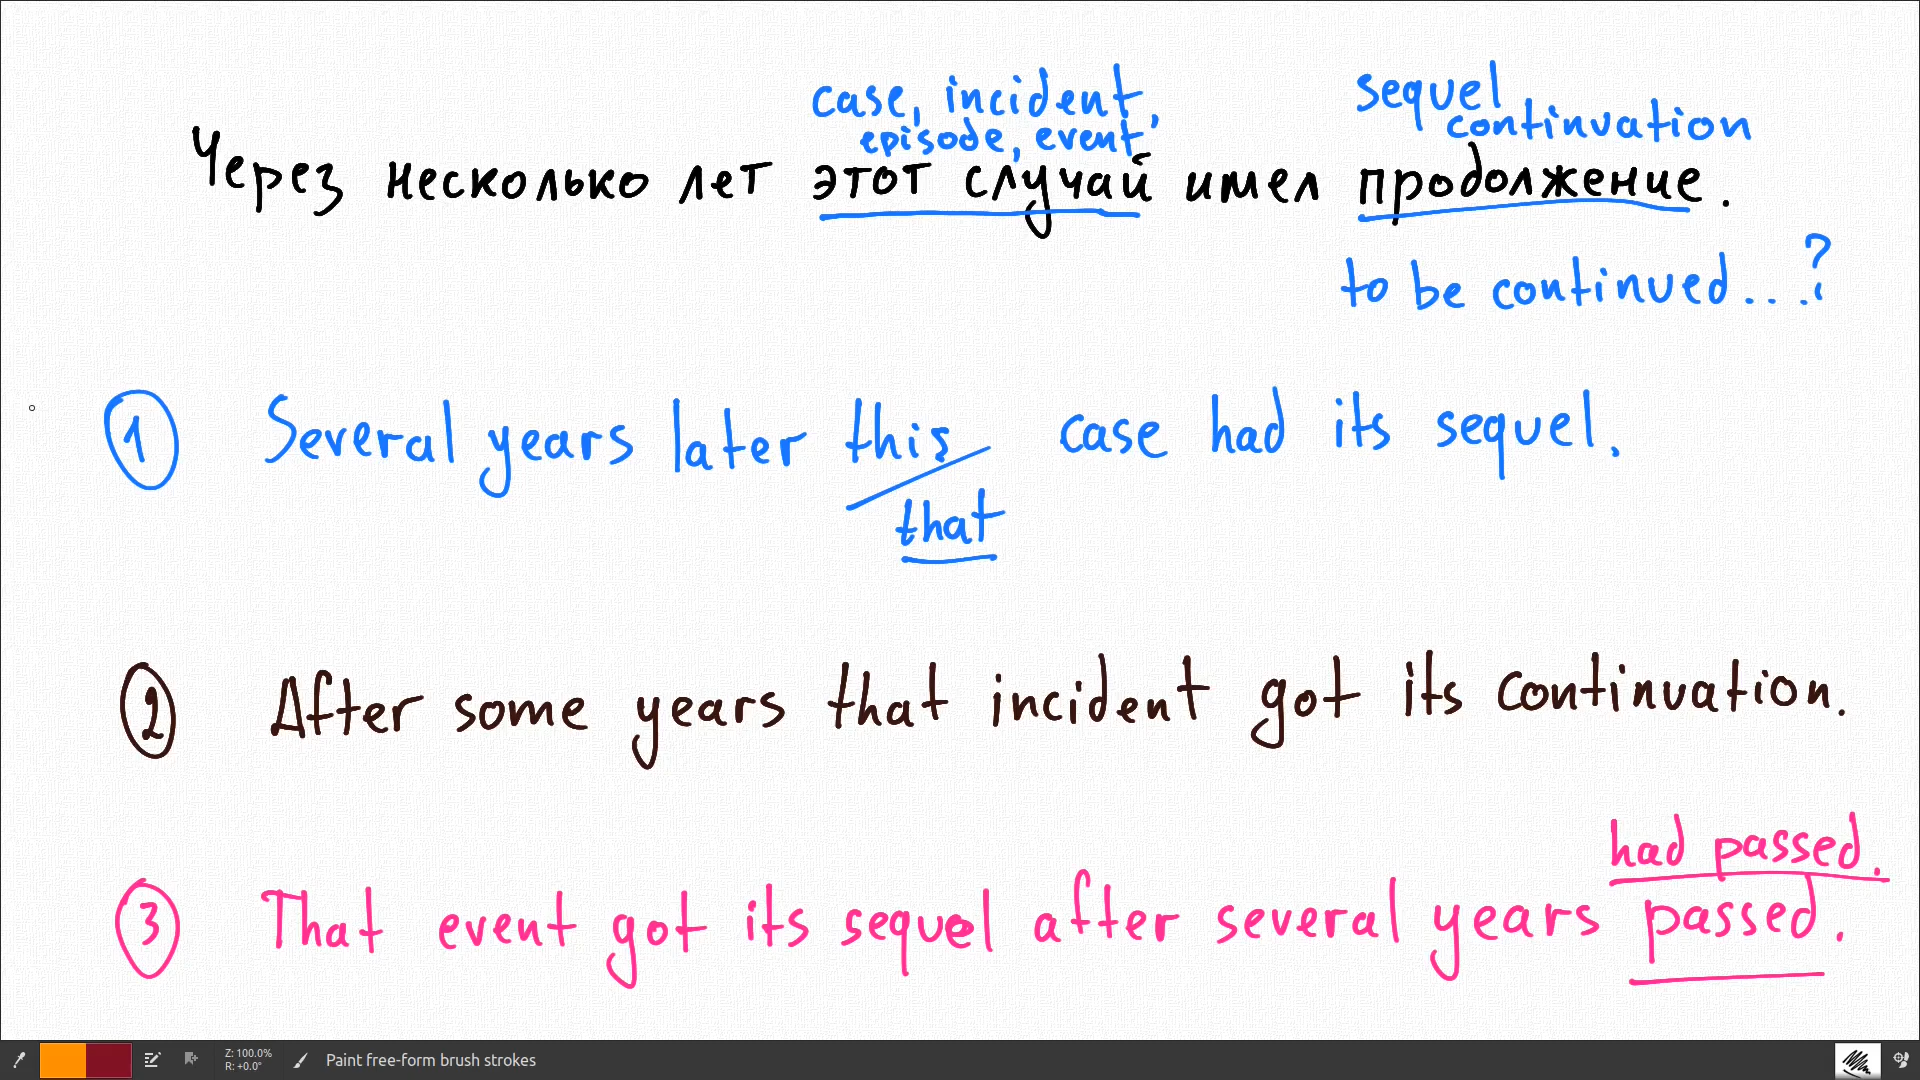 case, incident,
episode, event
sequel
continuation
Через несколько лет этот случай имел продолжение.
to be continued...?
1 Several years later this case had its sequel.
that
2 After some years that incident got its continuation.
had passed.
3 That event got its sequel after several years passed.
Z: 100.0%
R: +0.0°
Paint free-form brush strokes